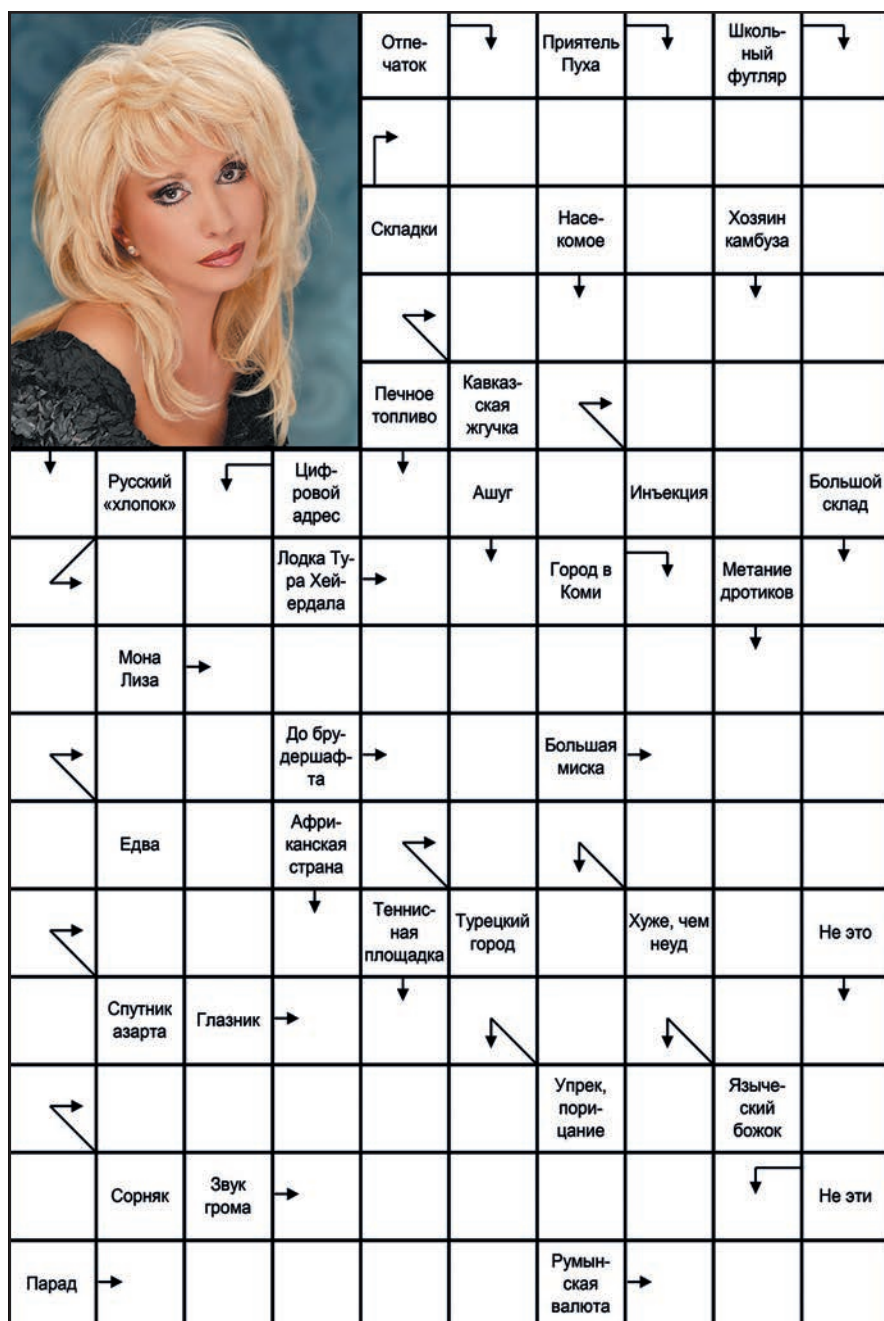 Отпе-
чаток
Приятель
Пуха
Школь-
ный
футляр
Складки
Насе-
комое
Хозяин
камбуза
Печное
топливо
Кавказ-
ская
жгучка
Русский
«хлопок»
Циф-
ровой
адрес
Ашуг
Инъекция
Большой
склад
Лодка Ту-
ра Хей-
ердала
Город в
Коми
Метание
дротиков
Мона
Лиза
До бру-
дершаф-
та
Большая
миска
Едва
Афри-
канская
страна
Теннис-
ная
площадка
Турецкий
город
Хуже, чем
неуд
Не это
Спутник
азарта
Глазник
Упрек,
пори-
цание
Языче-
ский
божок
Сорняк
Звук
грома
Не эти
Парад
Румын-
ская
валюта